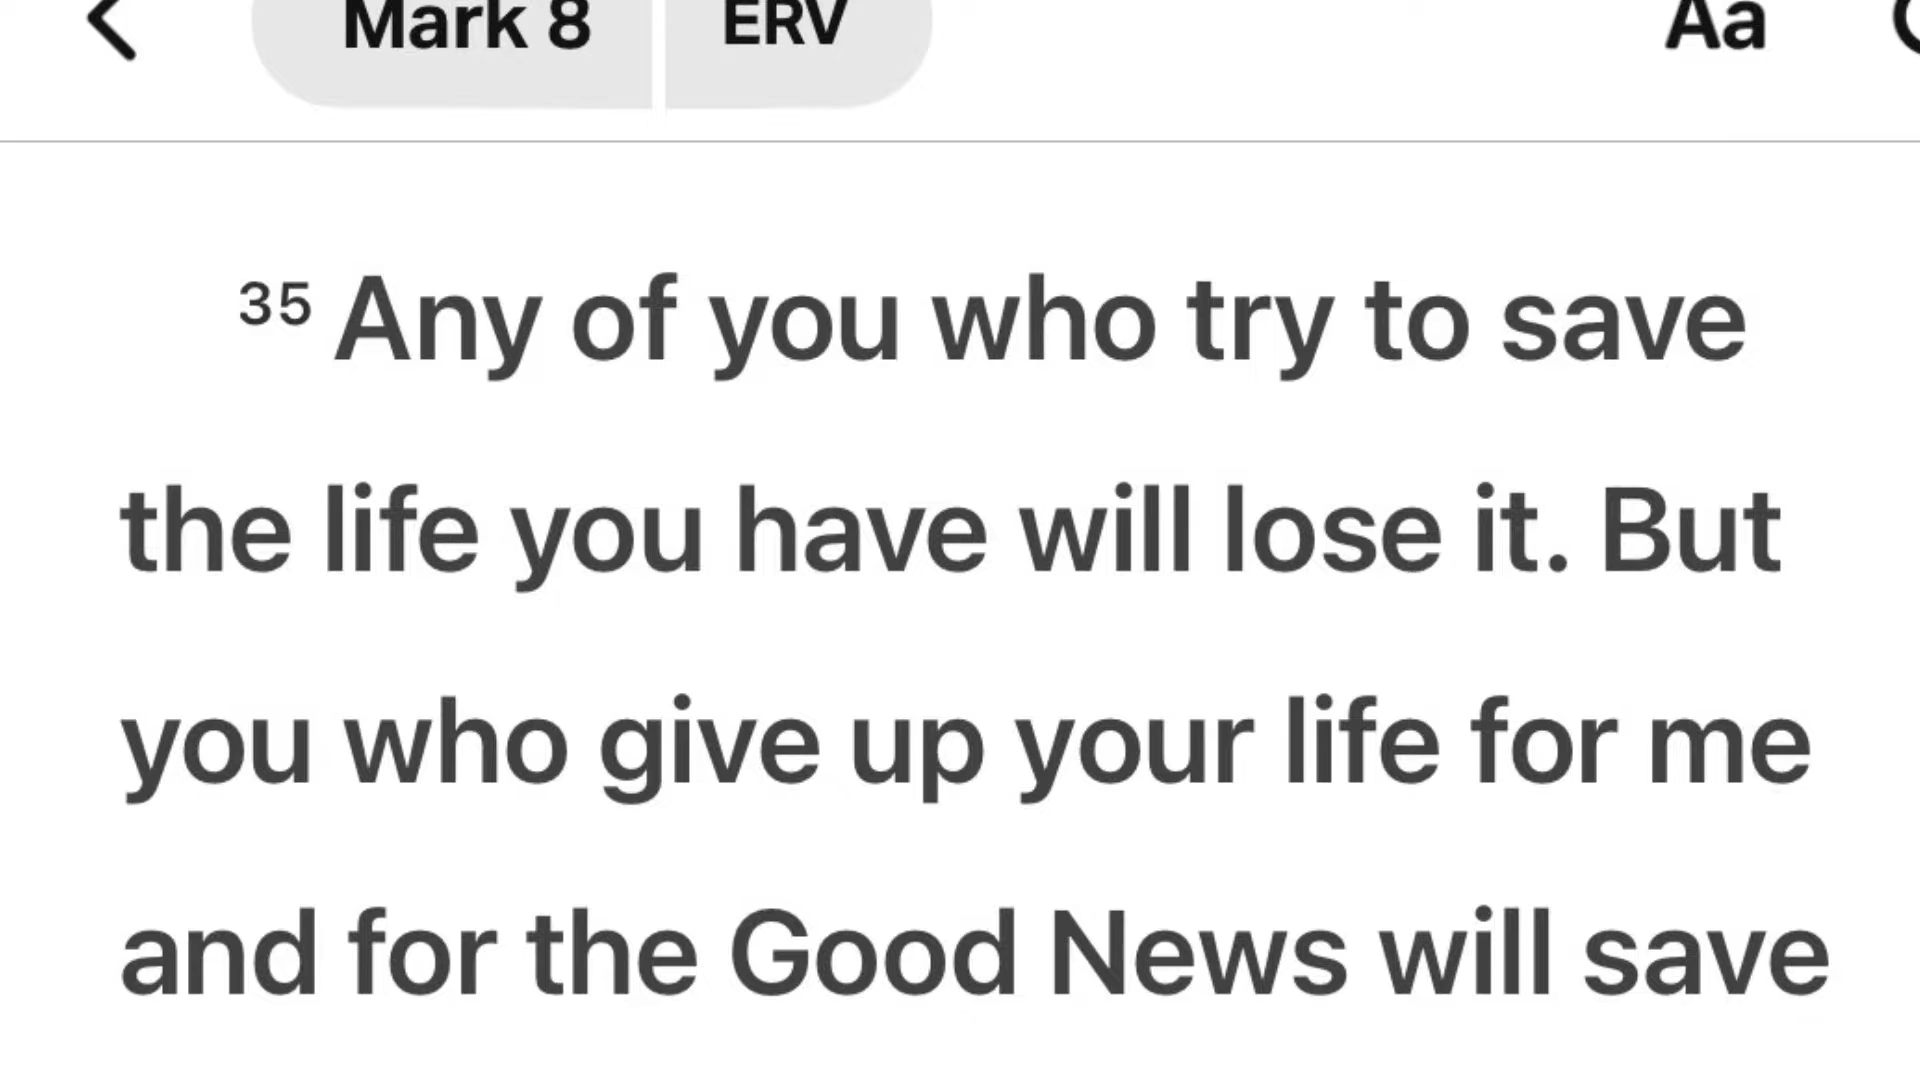 Mark 8 ERV Aa
35 Any of you who try to save
the life you have will lose it. But
you who give up your life for me
and for the Good News will save